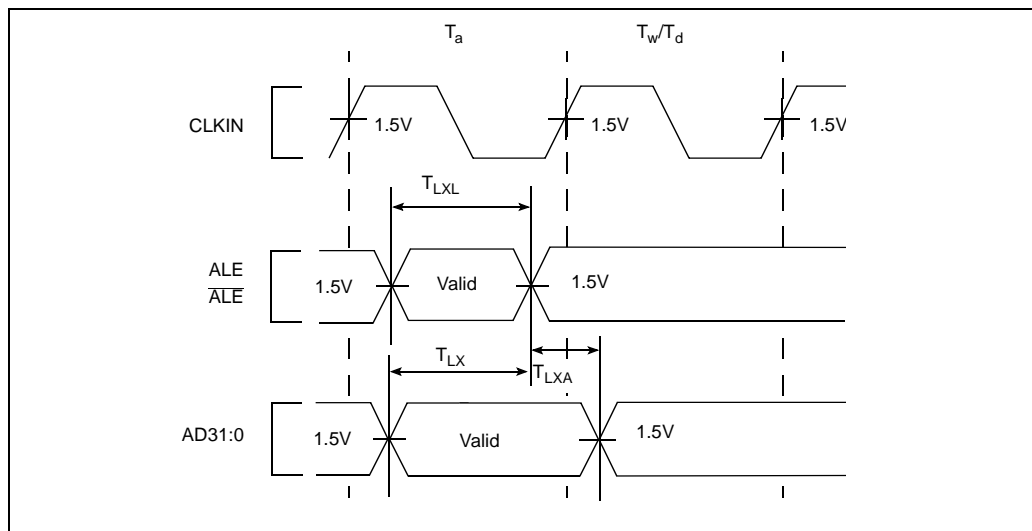 Ta Tw/Td
CLKIN 1.5V 1.5V 1.5V
TLXL
ALE
ALE 1.5V Valid 1.5V
TLX TLXA
AD31:0 1.5V Valid 1.5V